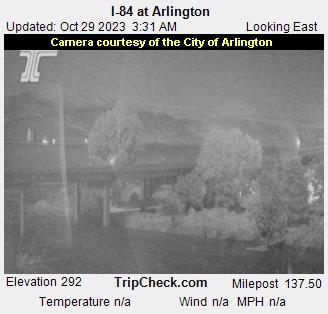 I-84 at Arlington
Updated: Oct 29 2023 3:31 AM Looking East
Camera courtesy of the City of Arlington
Elevation 292 TripCheck.com Milepost 137.50
Temperature n/a Wind n/a MPH n/a